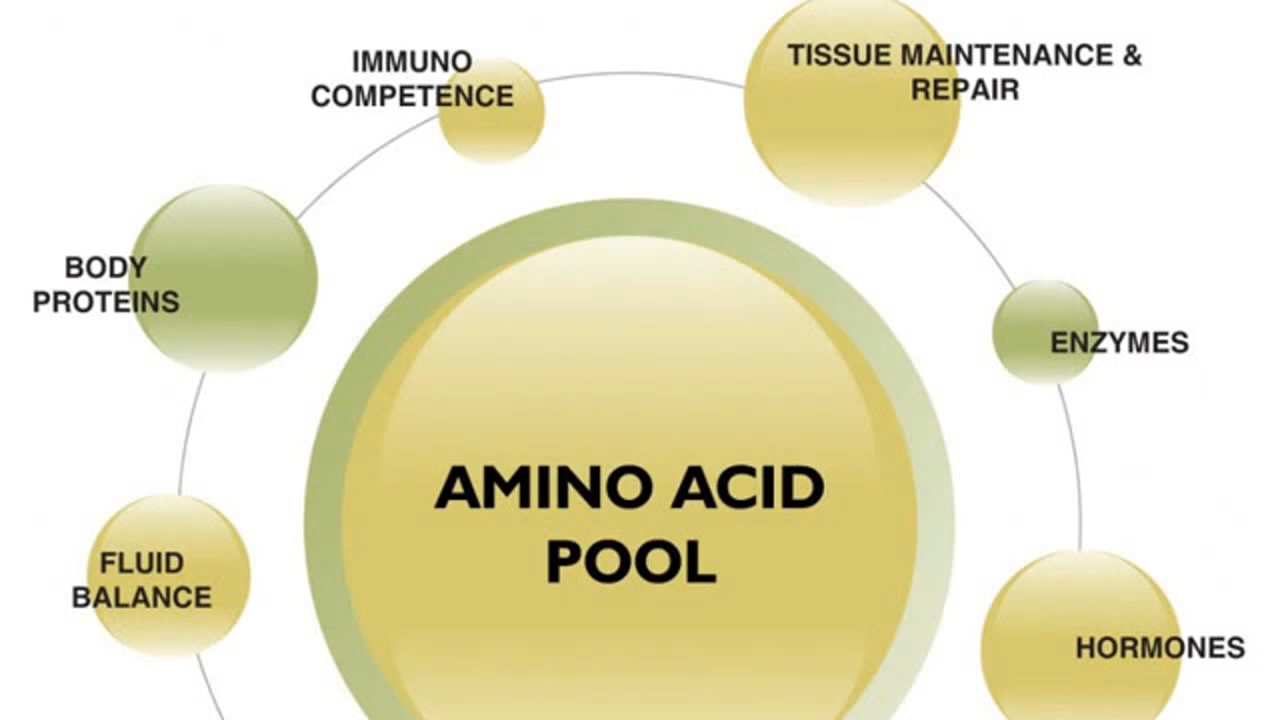 IMMUNO
COMPETENCE
TISSUE MAINTENANCE &
REPAIR
BODY
PROTEINS
ENZYMES
AMINO ACID
POOL
FLUID
BALANCE
HORMONES